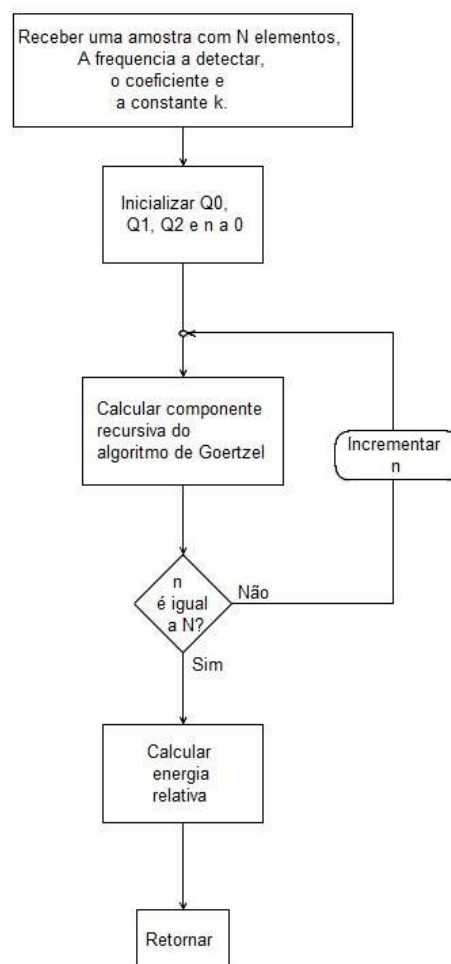 Receber uma amostra com N elementos,
A frequencia a detectar,
o coeficiente e
a constante k.
Inicializar Q0,
Q1, Q2 e n a 0
Calcular componente
recursiva do
algoritmo de Goertzel
Incrementar
n
n
é igual
a N?
Não
Sim
Calcular
energia
relativa
Retornar